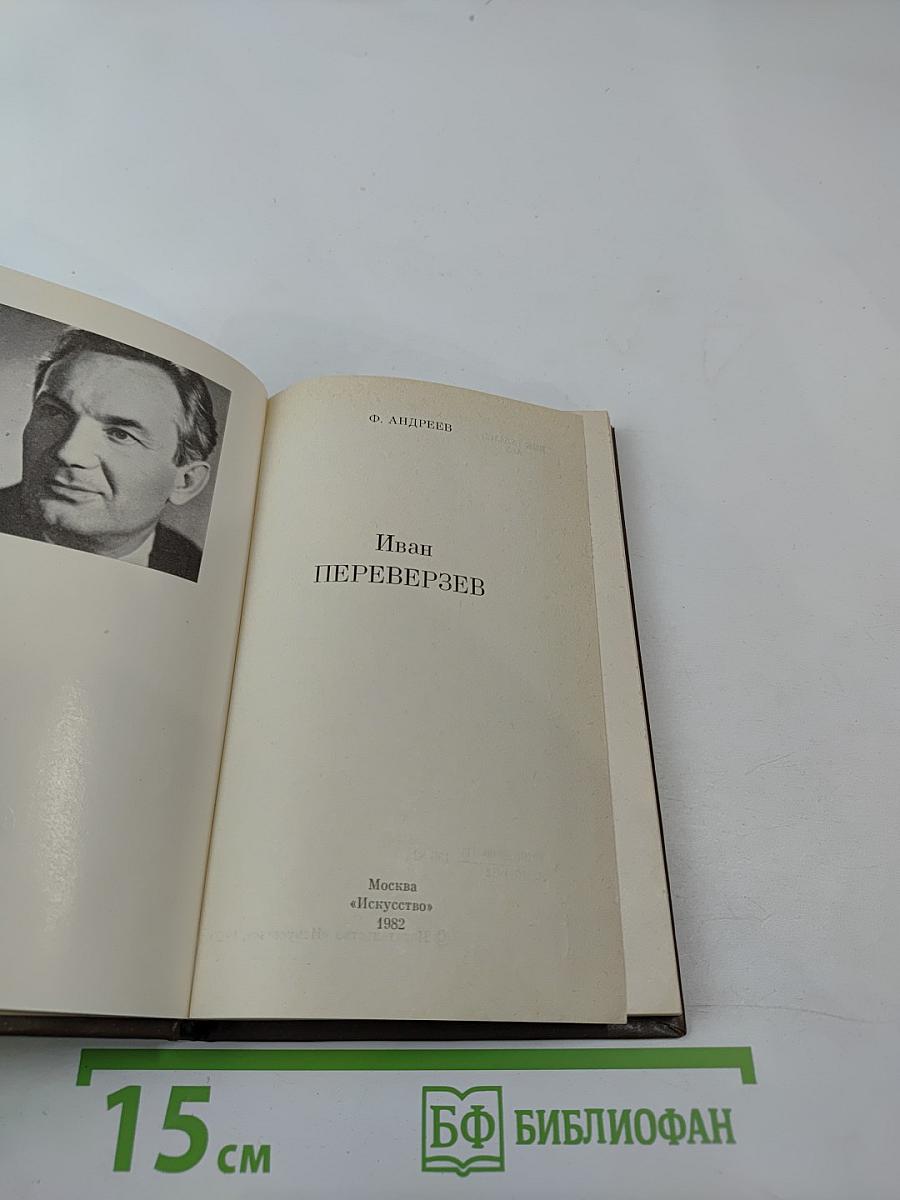 Ф. АНДРЕЕВ
Иван
ПЕРЕВЕРЗЕВ
Москва
«Искусство»
1982
15 см
БФ БИБЛИОФАН